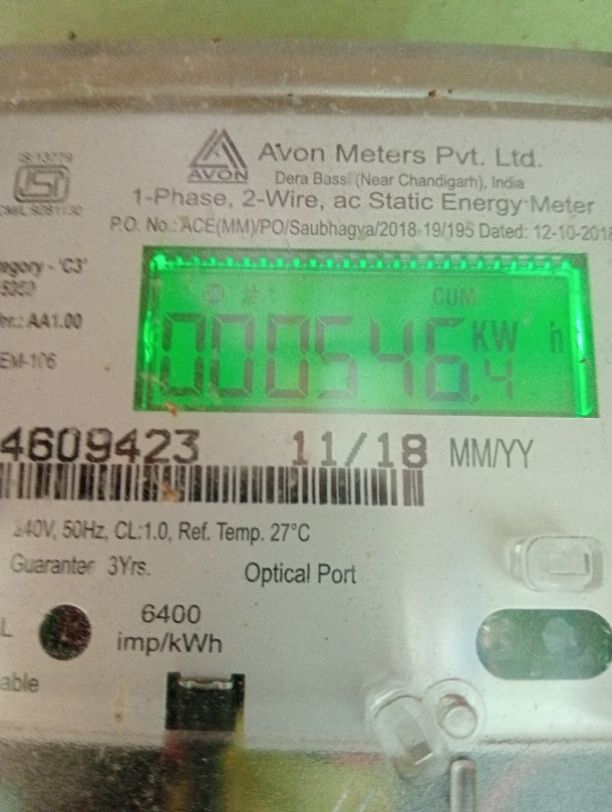 IS:13779
AVON
Avon Meters Pvt. Ltd.
Dera Bassi (Near Chandigarh), India
1-Phase, 2-Wire, ac Static Energy Meter
P.O. No.: ACE(MM)/PO/Saubhagya/2018-19/195 Dated: 12-10-2018
egory - 'C3'
er.: AA1.00
EM-106
CUM
000546.4 KW h
4609423 11/18 MM/YY
240V, 50Hz, CL:1.0, Ref. Temp. 27°C
Guarantee 3Yrs.
Optical Port
6400
imp/kWh
able